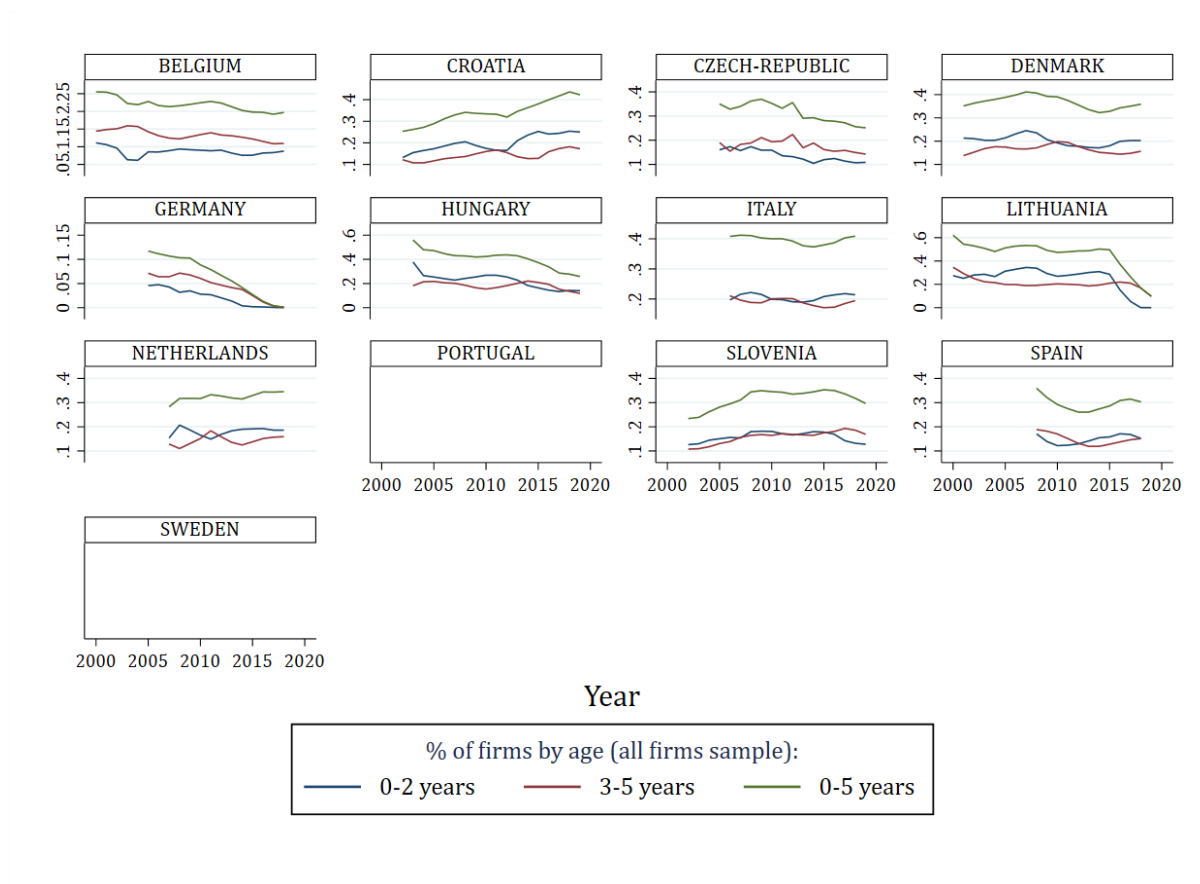 BELGIUM
.05.1.15.2.25
CROATIA
.1 .2 .3 .4
CZECH-REPUBLIC
.1 .2 .3 .4
DENMARK
.1 .2 .3 .4
GERMANY
0 .05 .1 .15
HUNGARY
0 .2 .4 .6
ITALY
.2 .3 .4
LITHUANIA
0 .2 .4 .6
NETHERLANDS
.1 .2 .3 .4
PORTUGAL
SLOVENIA
.1 .2 .3 .4
SPAIN
.1 .2 .3 .4
2000 2005 2010 2015 2020
2000 2005 2010 2015 2020
2000 2005 2010 2015 2020
SWEDEN
2000 2005 2010 2015 2020
Year
% of firms by age (all firms sample):
0-2 years 3-5 years 0-5 years